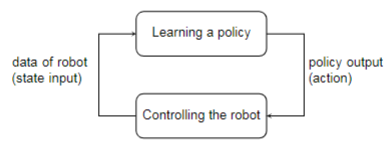 Learning a policy
data of robot
(state input)
policy output
(action)
Controlling the robot